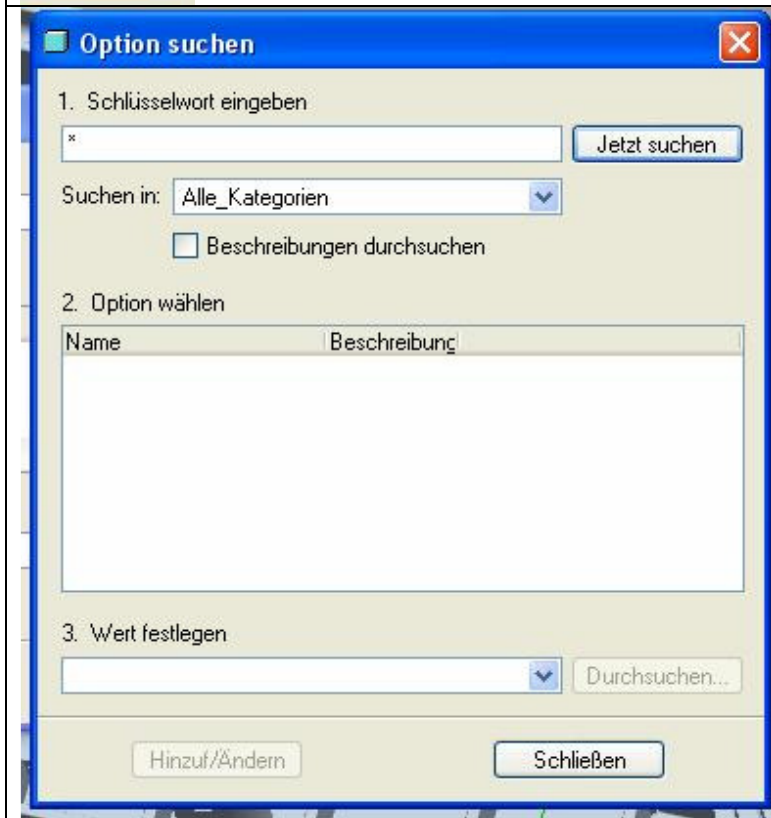 Option suchen
1. Schlüsselwort eingeben
* Jetzt suchen
Suchen in: Alle_Kategorien
Beschreibungen durchsuchen
2. Option wählen
Name Beschreibung
3. Wert festlegen
Durchsuchen...
Hinzuf/Ändern Schließen